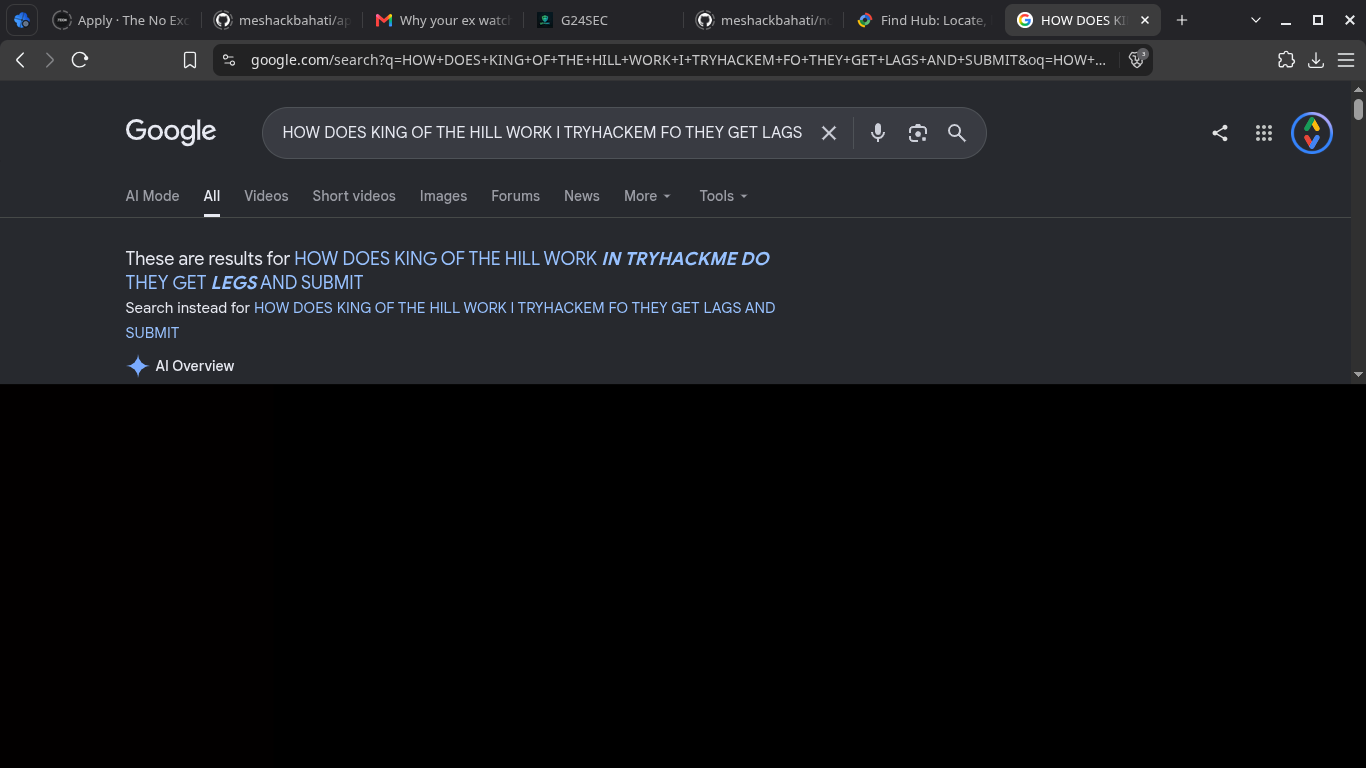 Apply · The No Exc
meshackbahati/ap
Why your ex watch
G24SEC
meshackbahati/no
Find Hub: Locate,
HOW DOES KI
google.com/search?q=HOW+DOES+KING+OF+THE+HILL+WORK+I+TRYHACKEM+FO+THEY+GET+LAGS+AND+SUBMIT&oq=HOW+...
3
Google
HOW DOES KING OF THE HILL WORK I TRYHACKEM FO THEY GET LAGS
AI Mode
All
Videos
Short videos
Images
Forums
News
More
Tools
These are results for HOW DOES KING OF THE HILL WORK IN TRYHACKME DO
THEY GET LEGS AND SUBMIT
Search instead for HOW DOES KING OF THE HILL WORK I TRYHACKEM FO THEY GET LAGS AND
SUBMIT
AI Overview